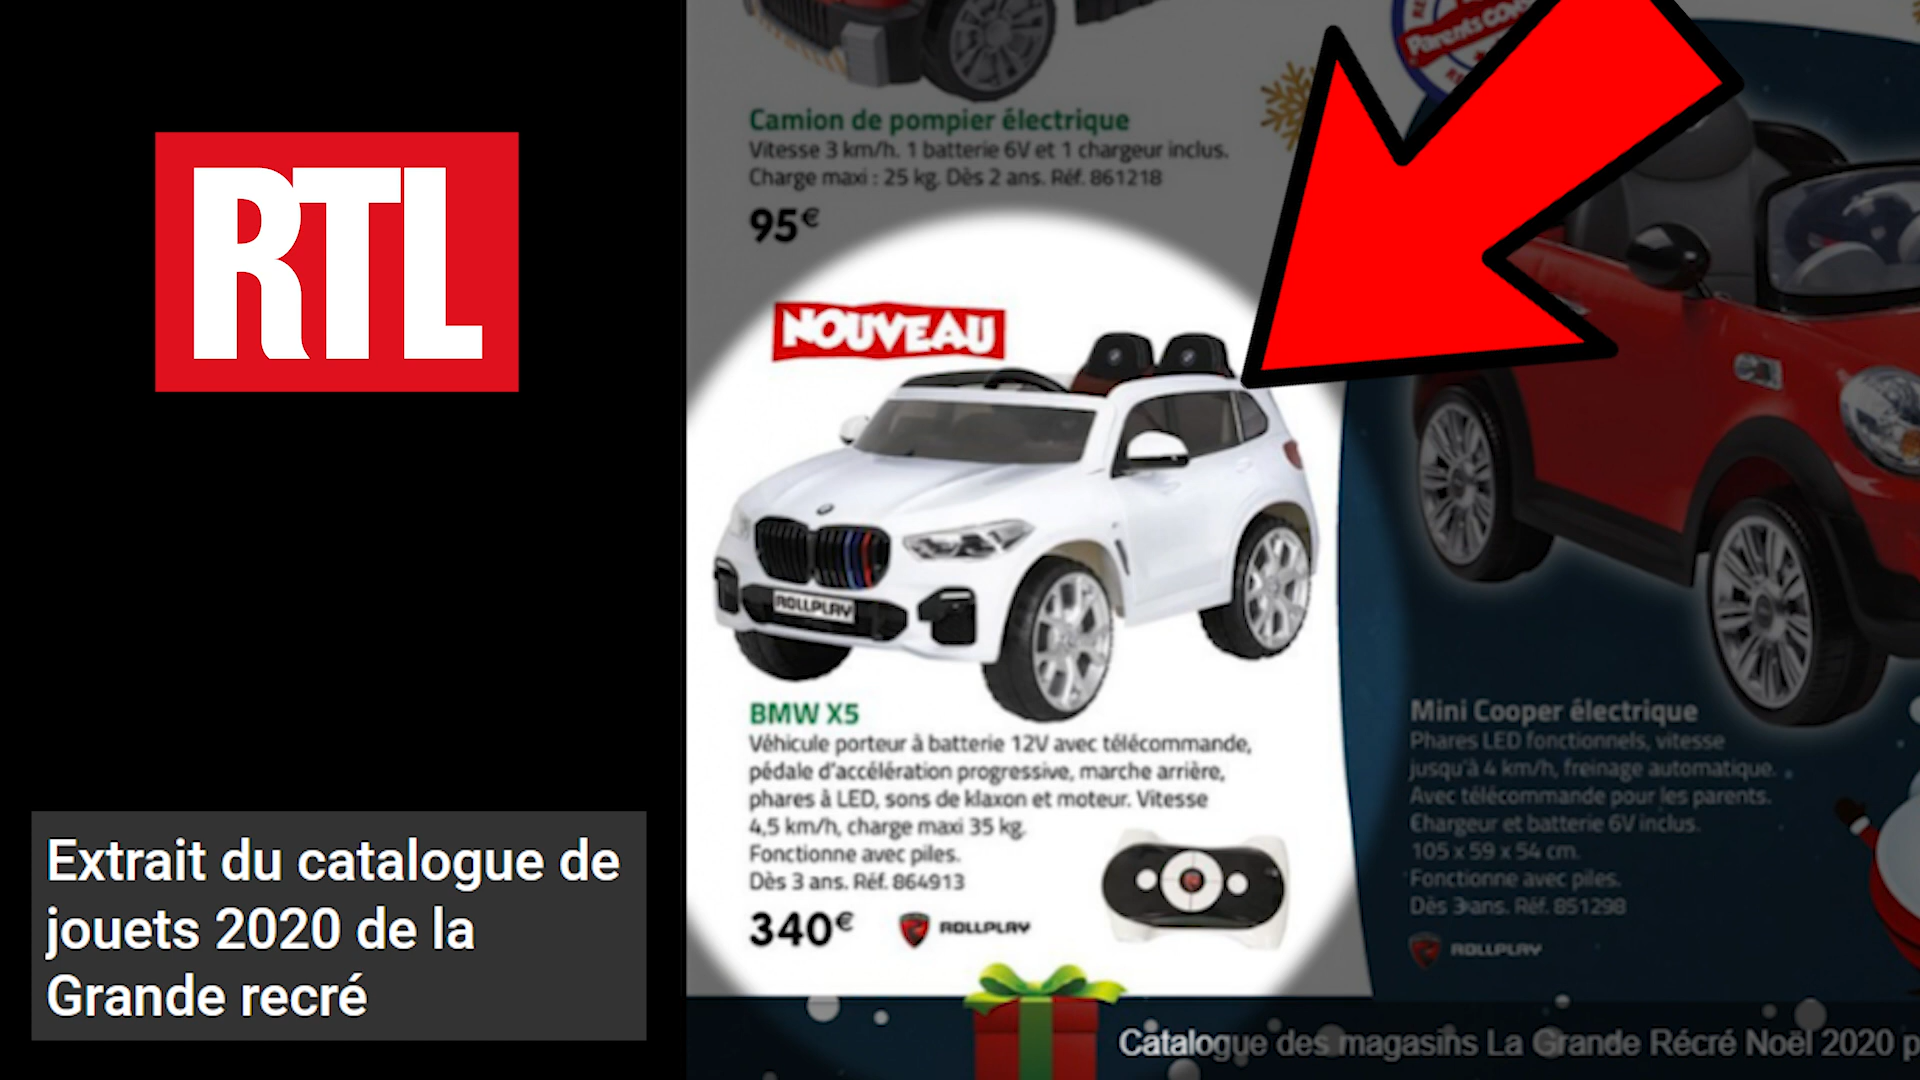 RTL
Extrait du catalogue de
jouets 2020 de la
Grande recré
Parents
Camion de pompier électrique
Vitesse 3 km/h. 1 batterie 6V et 1 chargeur inclus.
Charge maxi : 25 kg. Dès 2 ans. Réf. 861218
95€
NOUVEAU
ROLLPLAY
BMW X5
Véhicule porteur à batterie 12V avec télécommande,
pédale d'accélération progressive, marche arrière,
phares à LED, sons de klaxon et moteur. Vitesse
4,5 km/h, charge maxi 35 kg.
Fonctionne avec piles.
Dès 3 ans. Réf. 864913
340€
ROLLPLAY
Mini Cooper électrique
Phares LED fonctionnels, vitesse
jusqu'à 4 km/h, freinage automatique.
Avec télécommande pour les parents.
Chargeur et batterie 6V inclus.
105 x 59 x 54 cm.
Fonctionne avec piles.
Dès 3 ans. Réf. 851298
ROLLPLAY
Catalogue des magasins La Grande Récré Noël 2020 p